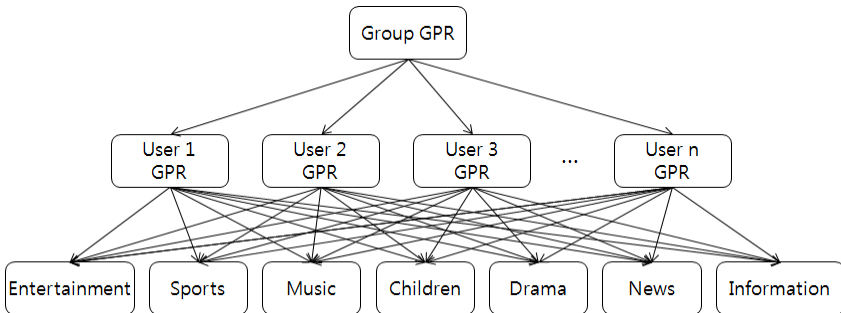 Group GPR
User 1
GPR
User 2
GPR
User 3
GPR
...
User n
GPR
Entertainment
Sports
Music
Children
Drama
News
Information